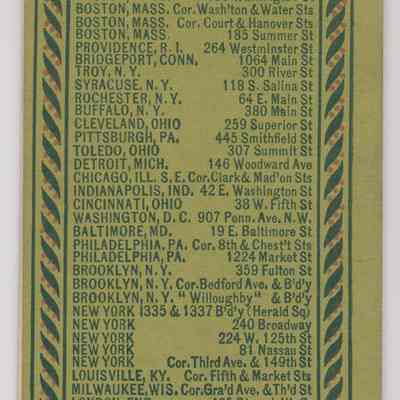 BOSTON, MASS. Cor. Wash'ton & Water Sts
BOSTON, MASS. Cor. Court & Hanover Sts
BOSTON, MASS. 185 Summer St
PROVIDENCE, R. I. 264 Westminster St
BRIDGEPORT, CONN. 1064 Main St
TROY, N.Y. 300 River St
SYRACUSE, N.Y. 118 S. Salina St
ROCHESTER, N.Y. 64 E. Main St
BUFFALO, N.Y. 380 Main St
CLEVELAND, OHIO 259 Superior St
PITTSBURGH, PA. 445 Smithfield St
TOLEDO, OHIO 307 Summit St
DETROIT, MICH. 146 Woodward Ave
CHICAGO, ILL. S. E. Cor. Clark & Mad'on Sts
INDIANAPOLIS, IND. 42 E. Washington St
CINCINNATI, OHIO 38 W. Fifth St
WASHINGTON, D.C. 907 Penn. Ave. N.W.
BALTIMORE, MD. 19 E. Baltimore St
PHILADELPHIA, PA. Cor. 8th & Chest't Sts
PHILADELPHIA, PA. 1224 Market St
BROOKLYN, N.Y. 359 Fulton St
BROOKLYN, N.Y. Cor. Bedford Ave. & B'd'y
BROOKLYN, N.Y. "Willoughby" & B'd'y
NEW YORK 1335 & 1337 B'd'y (Herald Sq)
NEW YORK 240 Broadway
NEW YORK 224 W. 125th St
NEW YORK 81 Nassau St
NEW YORK Cor. Third Ave. & 149th St
LOUISVILLE, KY. Cor. Fifth & Market Sts
MILWAUKEE, WIS. Cor. Gra'd Ave. & Th'd St